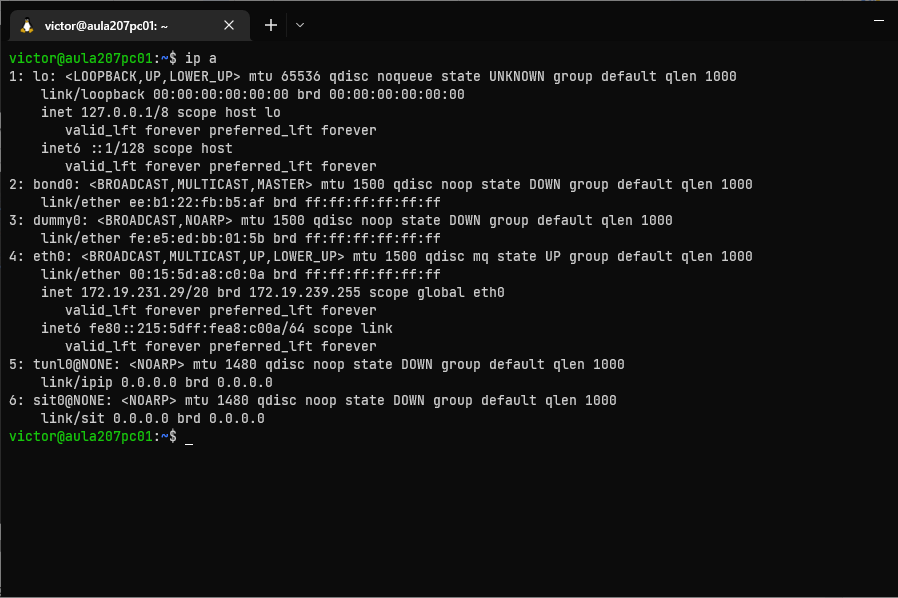 victor@aula207pc01: ~
victor@aula207pc01:~$ ip a
1: lo: <LOOPBACK,UP,LOWER_UP> mtu 65536 qdisc noqueue state UNKNOWN group default qlen 1000
    link/loopback 00:00:00:00:00:00 brd 00:00:00:00:00:00
    inet 127.0.0.1/8 scope host lo
       valid_lft forever preferred_lft forever
    inet6 ::1/128 scope host
       valid_lft forever preferred_lft forever
2: bond0: <BROADCAST,MULTICAST,MASTER> mtu 1500 qdisc noop state DOWN group default qlen 1000
    link/ether ee:b1:22:fb:b5:af brd ff:ff:ff:ff:ff:ff
3: dummy0: <BROADCAST,NOARP> mtu 1500 qdisc noop state DOWN group default qlen 1000
    link/ether fe:e5:ed:bb:01:5b brd ff:ff:ff:ff:ff:ff
4: eth0: <BROADCAST,MULTICAST,UP,LOWER_UP> mtu 1500 qdisc mq state UP group default qlen 1000
    link/ether 00:15:5d:a8:c0:0a brd ff:ff:ff:ff:ff:ff
    inet 172.19.231.29/20 brd 172.19.239.255 scope global eth0
       valid_lft forever preferred_lft forever
    inet6 fe80::215:5dff:fea8:c00a/64 scope link
       valid_lft forever preferred_lft forever
5: tunl0@NONE: <NOARP> mtu 1480 qdisc noop state DOWN group default qlen 1000
    link/ipip 0.0.0.0 brd 0.0.0.0
6: sit0@NONE: <NOARP> mtu 1480 qdisc noop state DOWN group default qlen 1000
    link/sit 0.0.0.0 brd 0.0.0.0
victor@aula207pc01:~$ _